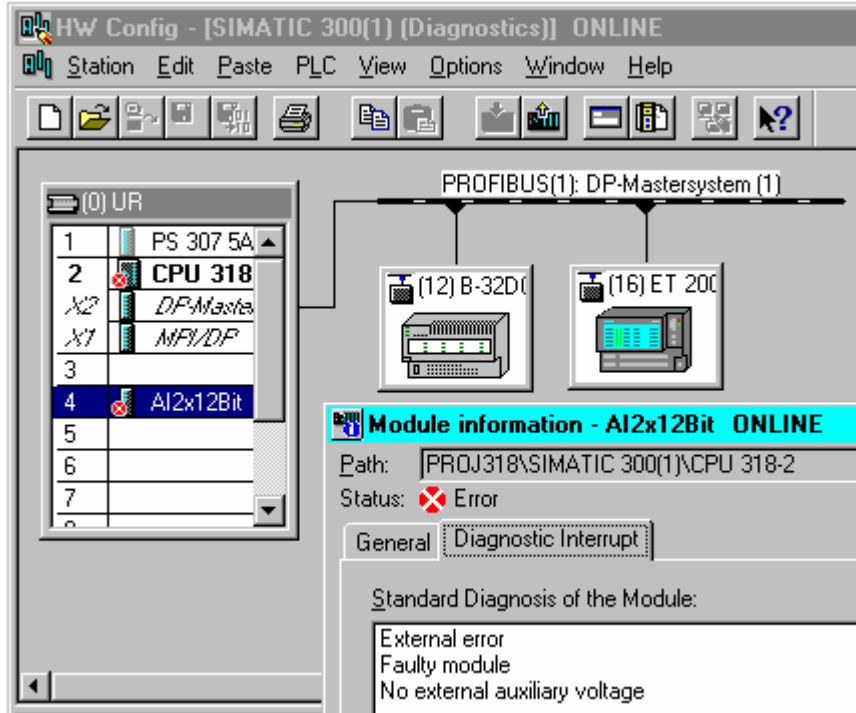 HW Config - [SIMATIC 300(1) (Diagnostics)] ONLINE
Station Edit Paste PLC View Options Window Help
PROFIBUS(1): DP-Mastersystem (1)
(0) UR
1 PS 307 5A
2 CPU 318
X2 DP-Master
X1 MPI/DP
3
4 AI2x12Bit
5
6
7
(12) B-32D
(16) ET 200
Module information - AI2x12Bit ONLINE
Path: PROJ318\SIMATIC 300(1)\CPU 318-2
Status: Error
General Diagnostic Interrupt
Standard Diagnosis of the Module:
External error
Faulty module
No external auxiliary voltage